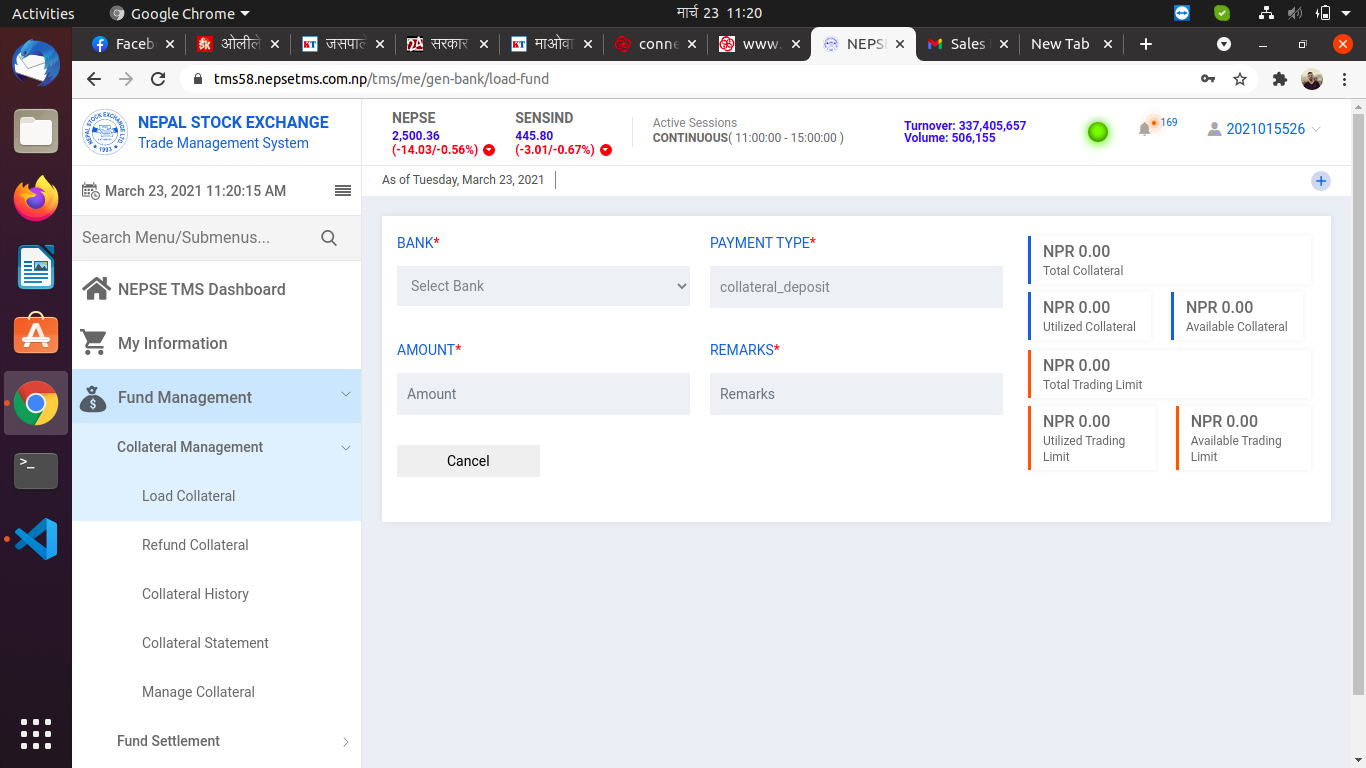 Activities
Google Chrome
मार्च 23 11:20
Faceb
ओलीले
जसपाले
सरकार
माओवा
conne
www.
NEPSE
Sales
New Tab
tms58.nepsetms.com.np/tms/me/gen-bank/load-fund
NEPAL STOCK EXCHANGE
Trade Management System
NEPSE
2,500.36
(-14.03/-0.56%)
SENSIND
445.80
(-3.01/-0.67%)
Active Sessions
CONTINUOUS( 11:00:00 - 15:00:00 )
Turnover: 337,405,657
Volume: 506,155
169
2021015526
March 23, 2021 11:20:15 AM
As of Tuesday, March 23, 2021
Search Menu/Submenus...
NEPSE TMS Dashboard
My Information
Fund Management
Collateral Management
Load Collateral
Refund Collateral
Collateral History
Collateral Statement
Manage Collateral
Fund Settlement
BANK*
Select Bank
PAYMENT TYPE*
collateral_deposit
AMOUNT*
Amount
REMARKS*
Remarks
Cancel
NPR 0.00
Total Collateral
NPR 0.00
Utilized Collateral
NPR 0.00
Available Collateral
NPR 0.00
Total Trading Limit
NPR 0.00
Utilized Trading
Limit
NPR 0.00
Available Trading
Limit